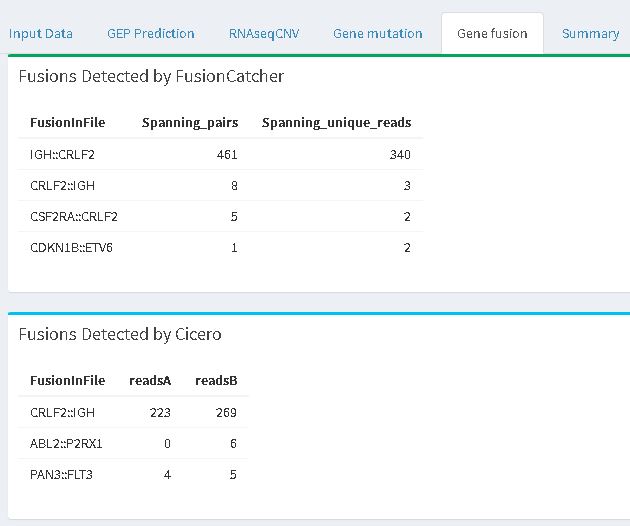 Input Data GEP Prediction RNAseqCNV Gene mutation Gene fusion Summary
Fusions Detected by FusionCatcher
FusionInFile Spanning_pairs Spanning_unique_reads
IGH::CRLF2 461 340
CRLF2::IGH 8 3
CSF2RA::CRLF2 5 2
CDKN1B::ETV6 1 2
Fusions Detected by Cicero
FusionInFile readsA readsB
CRLF2::IGH 223 269
ABL2::P2RX1 0 6
PAN3::FLT3 4 5